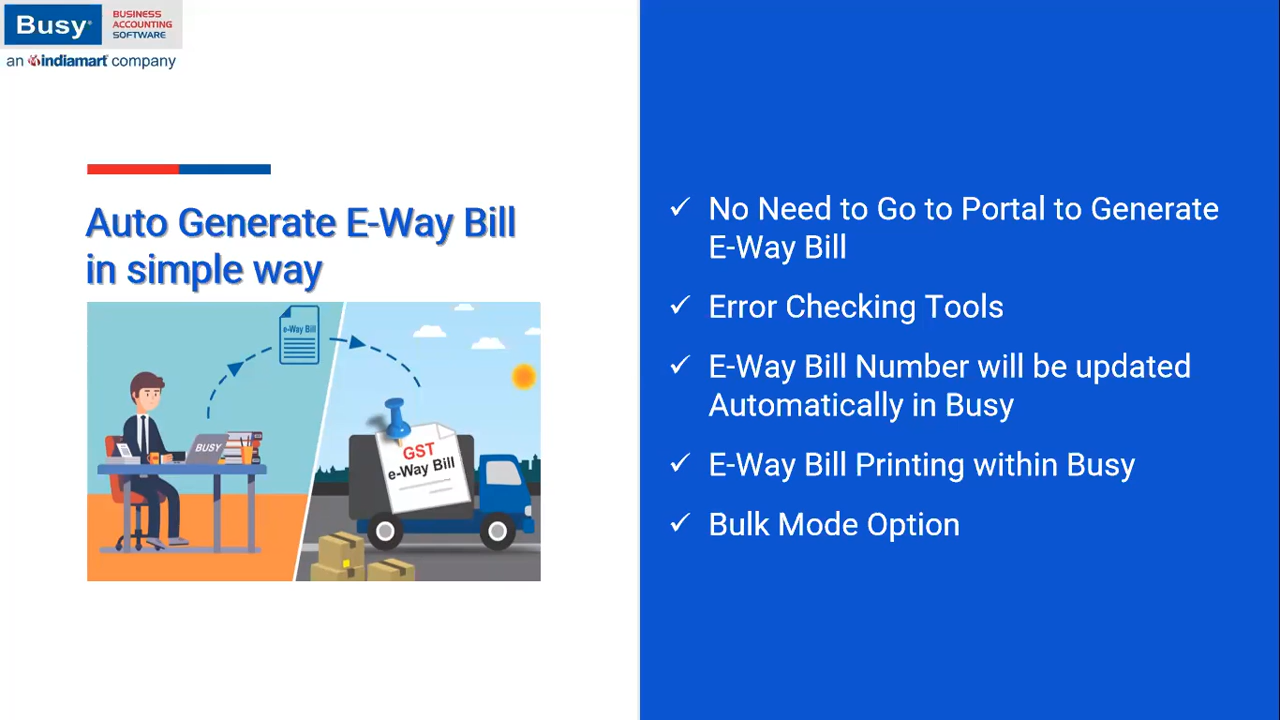 Busy
BUSINESS
ACCOUNTING
SOFTWARE
an indiamart company
Auto Generate E-Way Bill
in simple way
e-Way Bill
BUSY
GST
e-Way Bill
✓ No Need to Go to Portal to Generate
E-Way Bill
✓ Error Checking Tools
✓ E-Way Bill Number will be updated
Automatically in Busy
✓ E-Way Bill Printing within Busy
✓ Bulk Mode Option